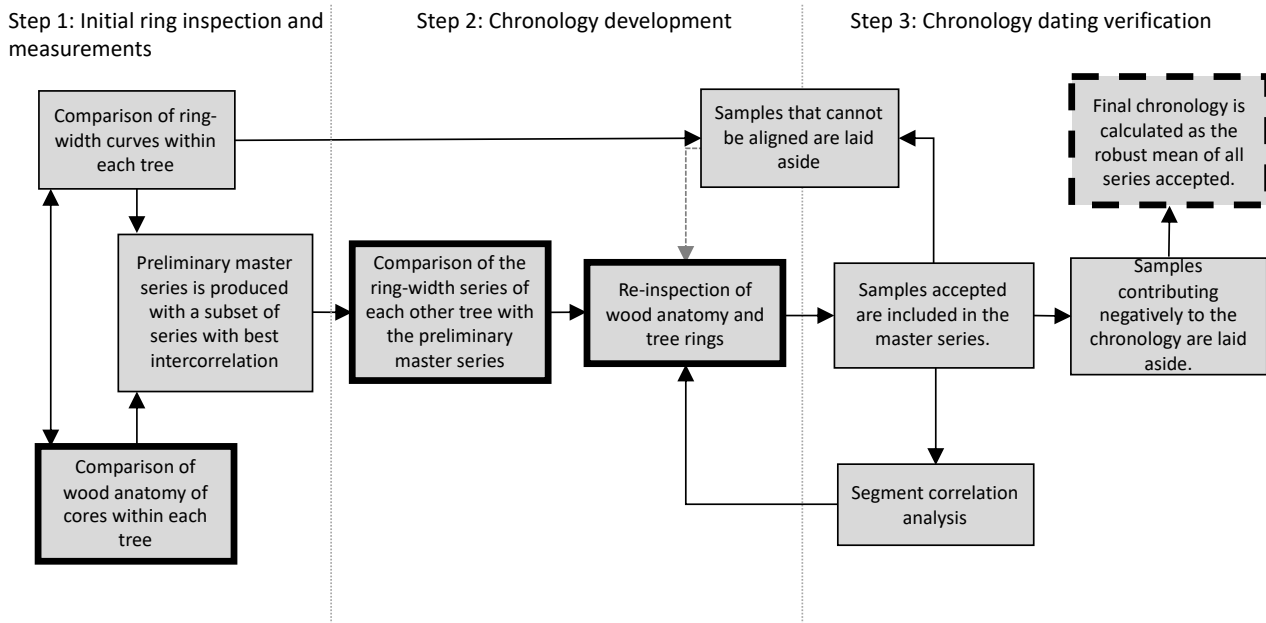 Step 1: Initial ring inspection and
measurements
Step 2: Chronology development
Step 3: Chronology dating verification
Comparison of ring-
width curves within
each tree
Samples that cannot
be aligned are laid
aside
Final chronology is
calculated as the
robust mean of all
series accepted.
Preliminary master
series is produced
with a subset of
series with best
intercorrelation
Comparison of the
ring-width series of
each other tree with
the preliminary
master series
Re-inspection of
wood anatomy and
tree rings
Samples accepted
are included in the
master series.
Samples
contributing
negatively to the
chronology are laid
aside.
Comparison of
wood anatomy of
cores within each
tree
Segment correlation
analysis